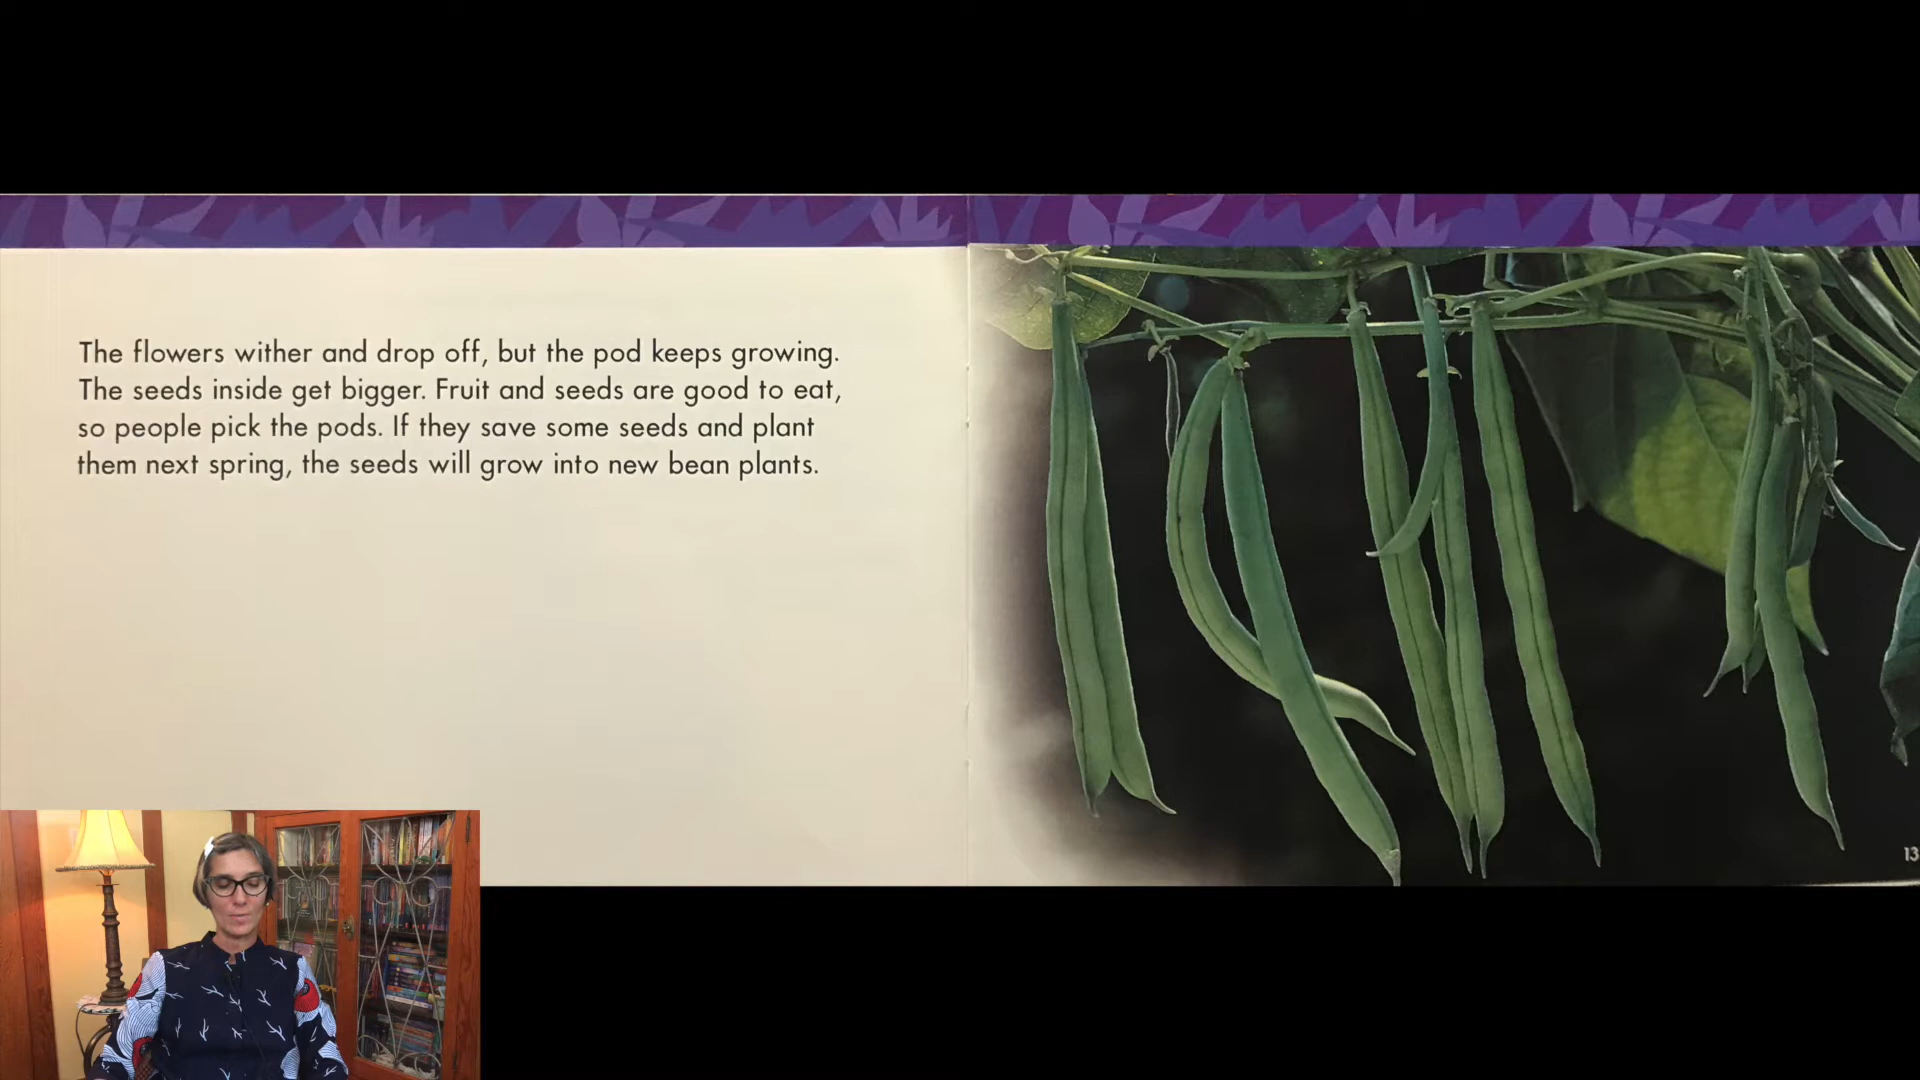 The flowers wither and drop off, but the pod keeps growing.
The seeds inside get bigger. Fruit and seeds are good to eat,
so people pick the pods. If they save some seeds and plant
them next spring, the seeds will grow into new bean plants.
13